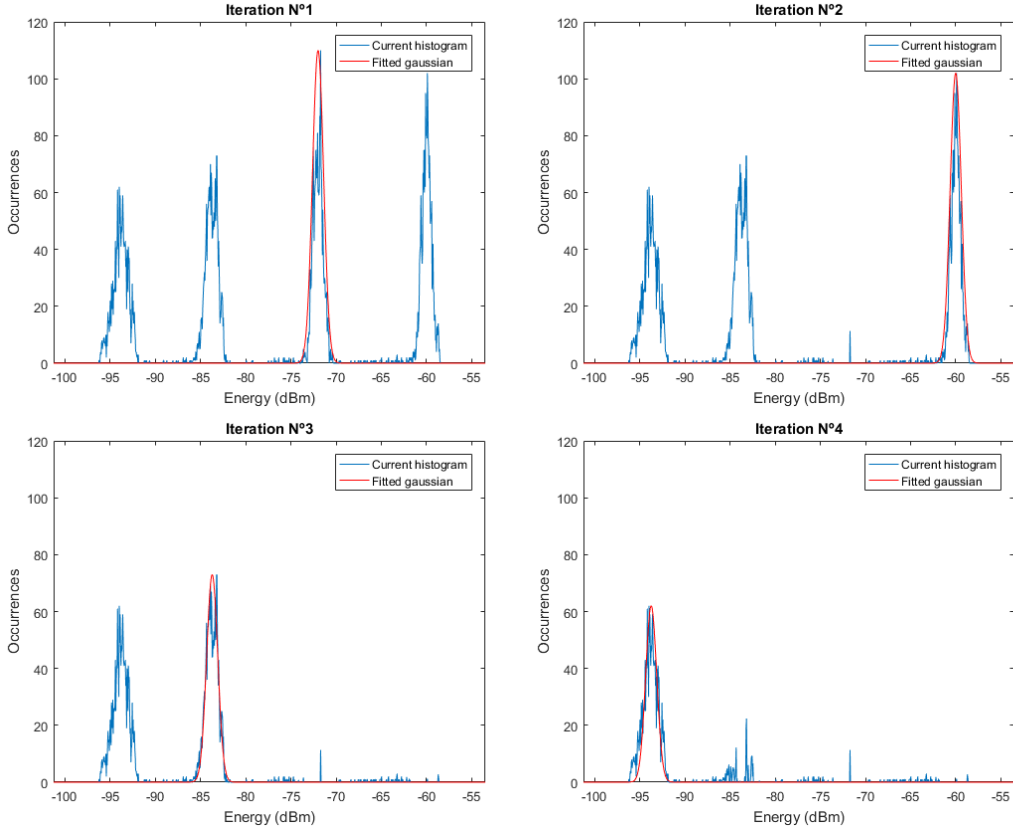 Iteration Nº1
120
100
80
60
40
20
0
Occurrences
Current histogram
Fitted gaussian
-100 -95 -90 -85 -80 -75 -70 -65 -60 -55
Energy (dBm)
Iteration Nº2
120
100
80
60
40
20
0
Occurrences
Current histogram
Fitted gaussian
-100 -95 -90 -85 -80 -75 -70 -65 -60 -55
Energy (dBm)
Iteration Nº3
120
100
80
60
40
20
0
Occurrences
Current histogram
Fitted gaussian
-100 -95 -90 -85 -80 -75 -70 -65 -60 -55
Energy (dBm)
Iteration Nº4
120
100
80
60
40
20
0
Occurrences
Current histogram
Fitted gaussian
-100 -95 -90 -85 -80 -75 -70 -65 -60 -55
Energy (dBm)